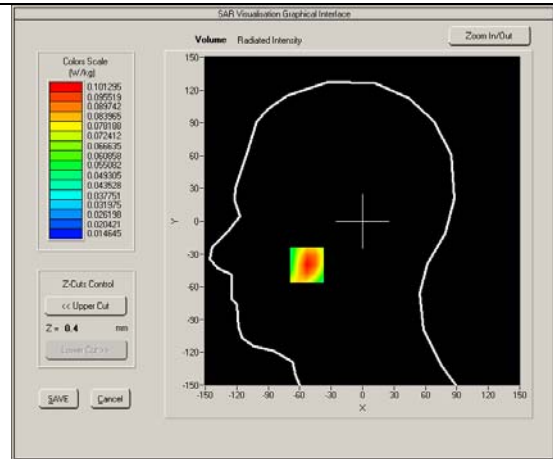 SAR Visualisation Graphical Interface
Volume Radiated Intensity
Zoom In/Out
Colors Scale
(W/kg)
0.101295
0.095519
0.089742
0.083965
0.078188
0.072412
0.066635
0.060858
0.055082
0.049305
0.043528
0.037751
0.031975
0.026198
0.020421
0.014645
Z-Cuts Control
<< Upper Cut
Z = 0.4 mm
Lower Cut >>
SAVE Cancel
Y
150
120
90
60
30
0
-30
-60
-90
-120
-150
-150 -120 -90 -60 -30 0 30 60 90 120 150
X